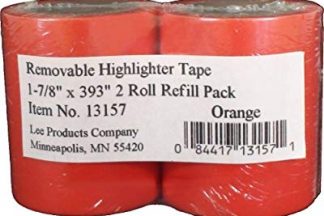 Removable Highlighter Tape
1-7/8" x 393" 2 Roll Refill Pack
Item No. 13157
Orange
Lee Products Company
Minneapolis, MN 55420
0 84417 13157 1